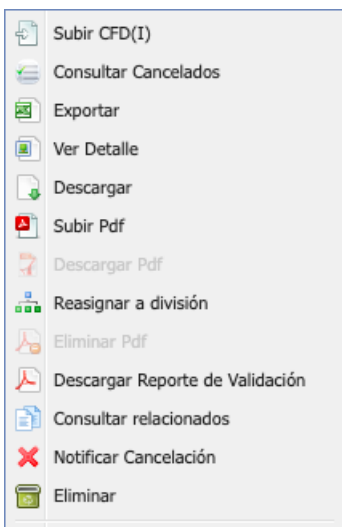 Subir CFD(I)
Consultar Cancelados
Exportar
Ver Detalle
Descargar
Subir Pdf
Descargar Pdf
Reasignar a división
Eliminar Pdf
Descargar Reporte de Validación
Consultar relacionados
Notificar Cancelación
Eliminar